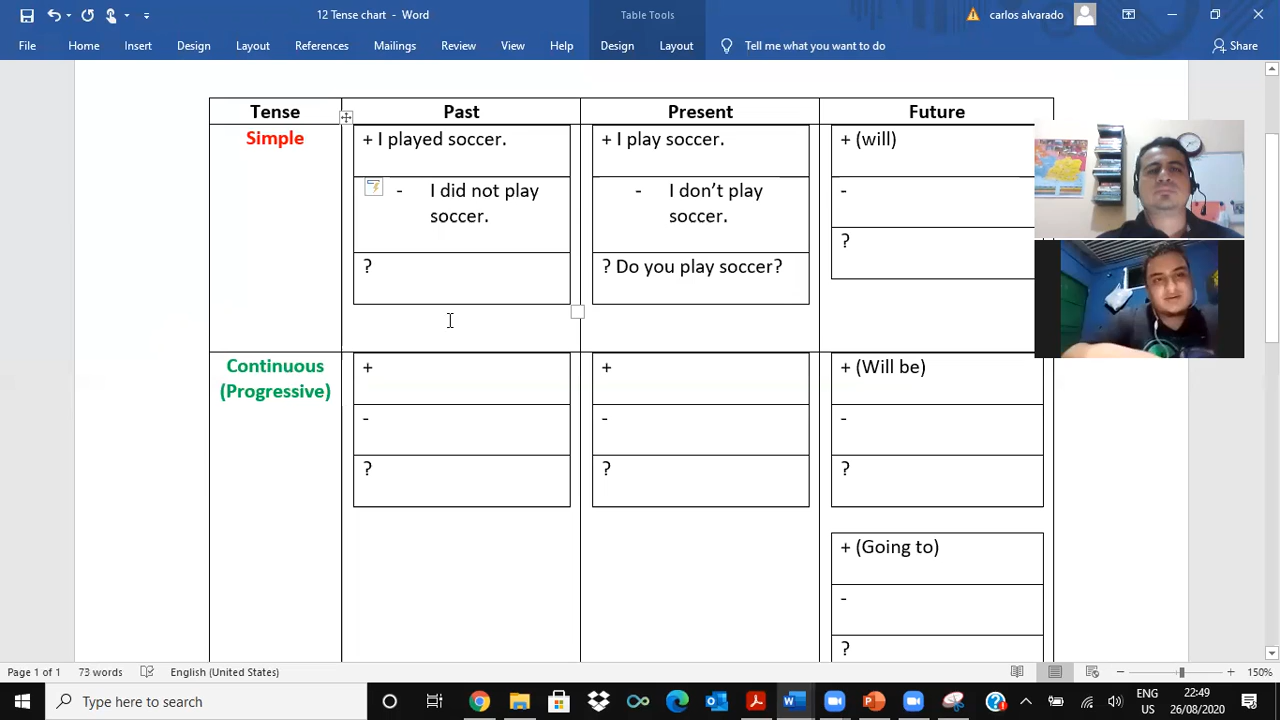 12 Tense chart - Word
Table Tools
carlos alvarado
File Home Insert Design Layout References Mailings Review View Help Design Layout Tell me what you want to do Share
Tense Past Present Future
Simple + I played soccer. + I play soccer. + (will)
- I did not play - I don’t play -
soccer. soccer.
?
? ? Do you play soccer?
Continuous + + + (Will be)
(Progressive)
- - -
? ? ?
+ (Going to)
-
?
Page 1 of 1 73 words English (United States) 150%
Type here to search
ENG 22:49
US 26/08/2020